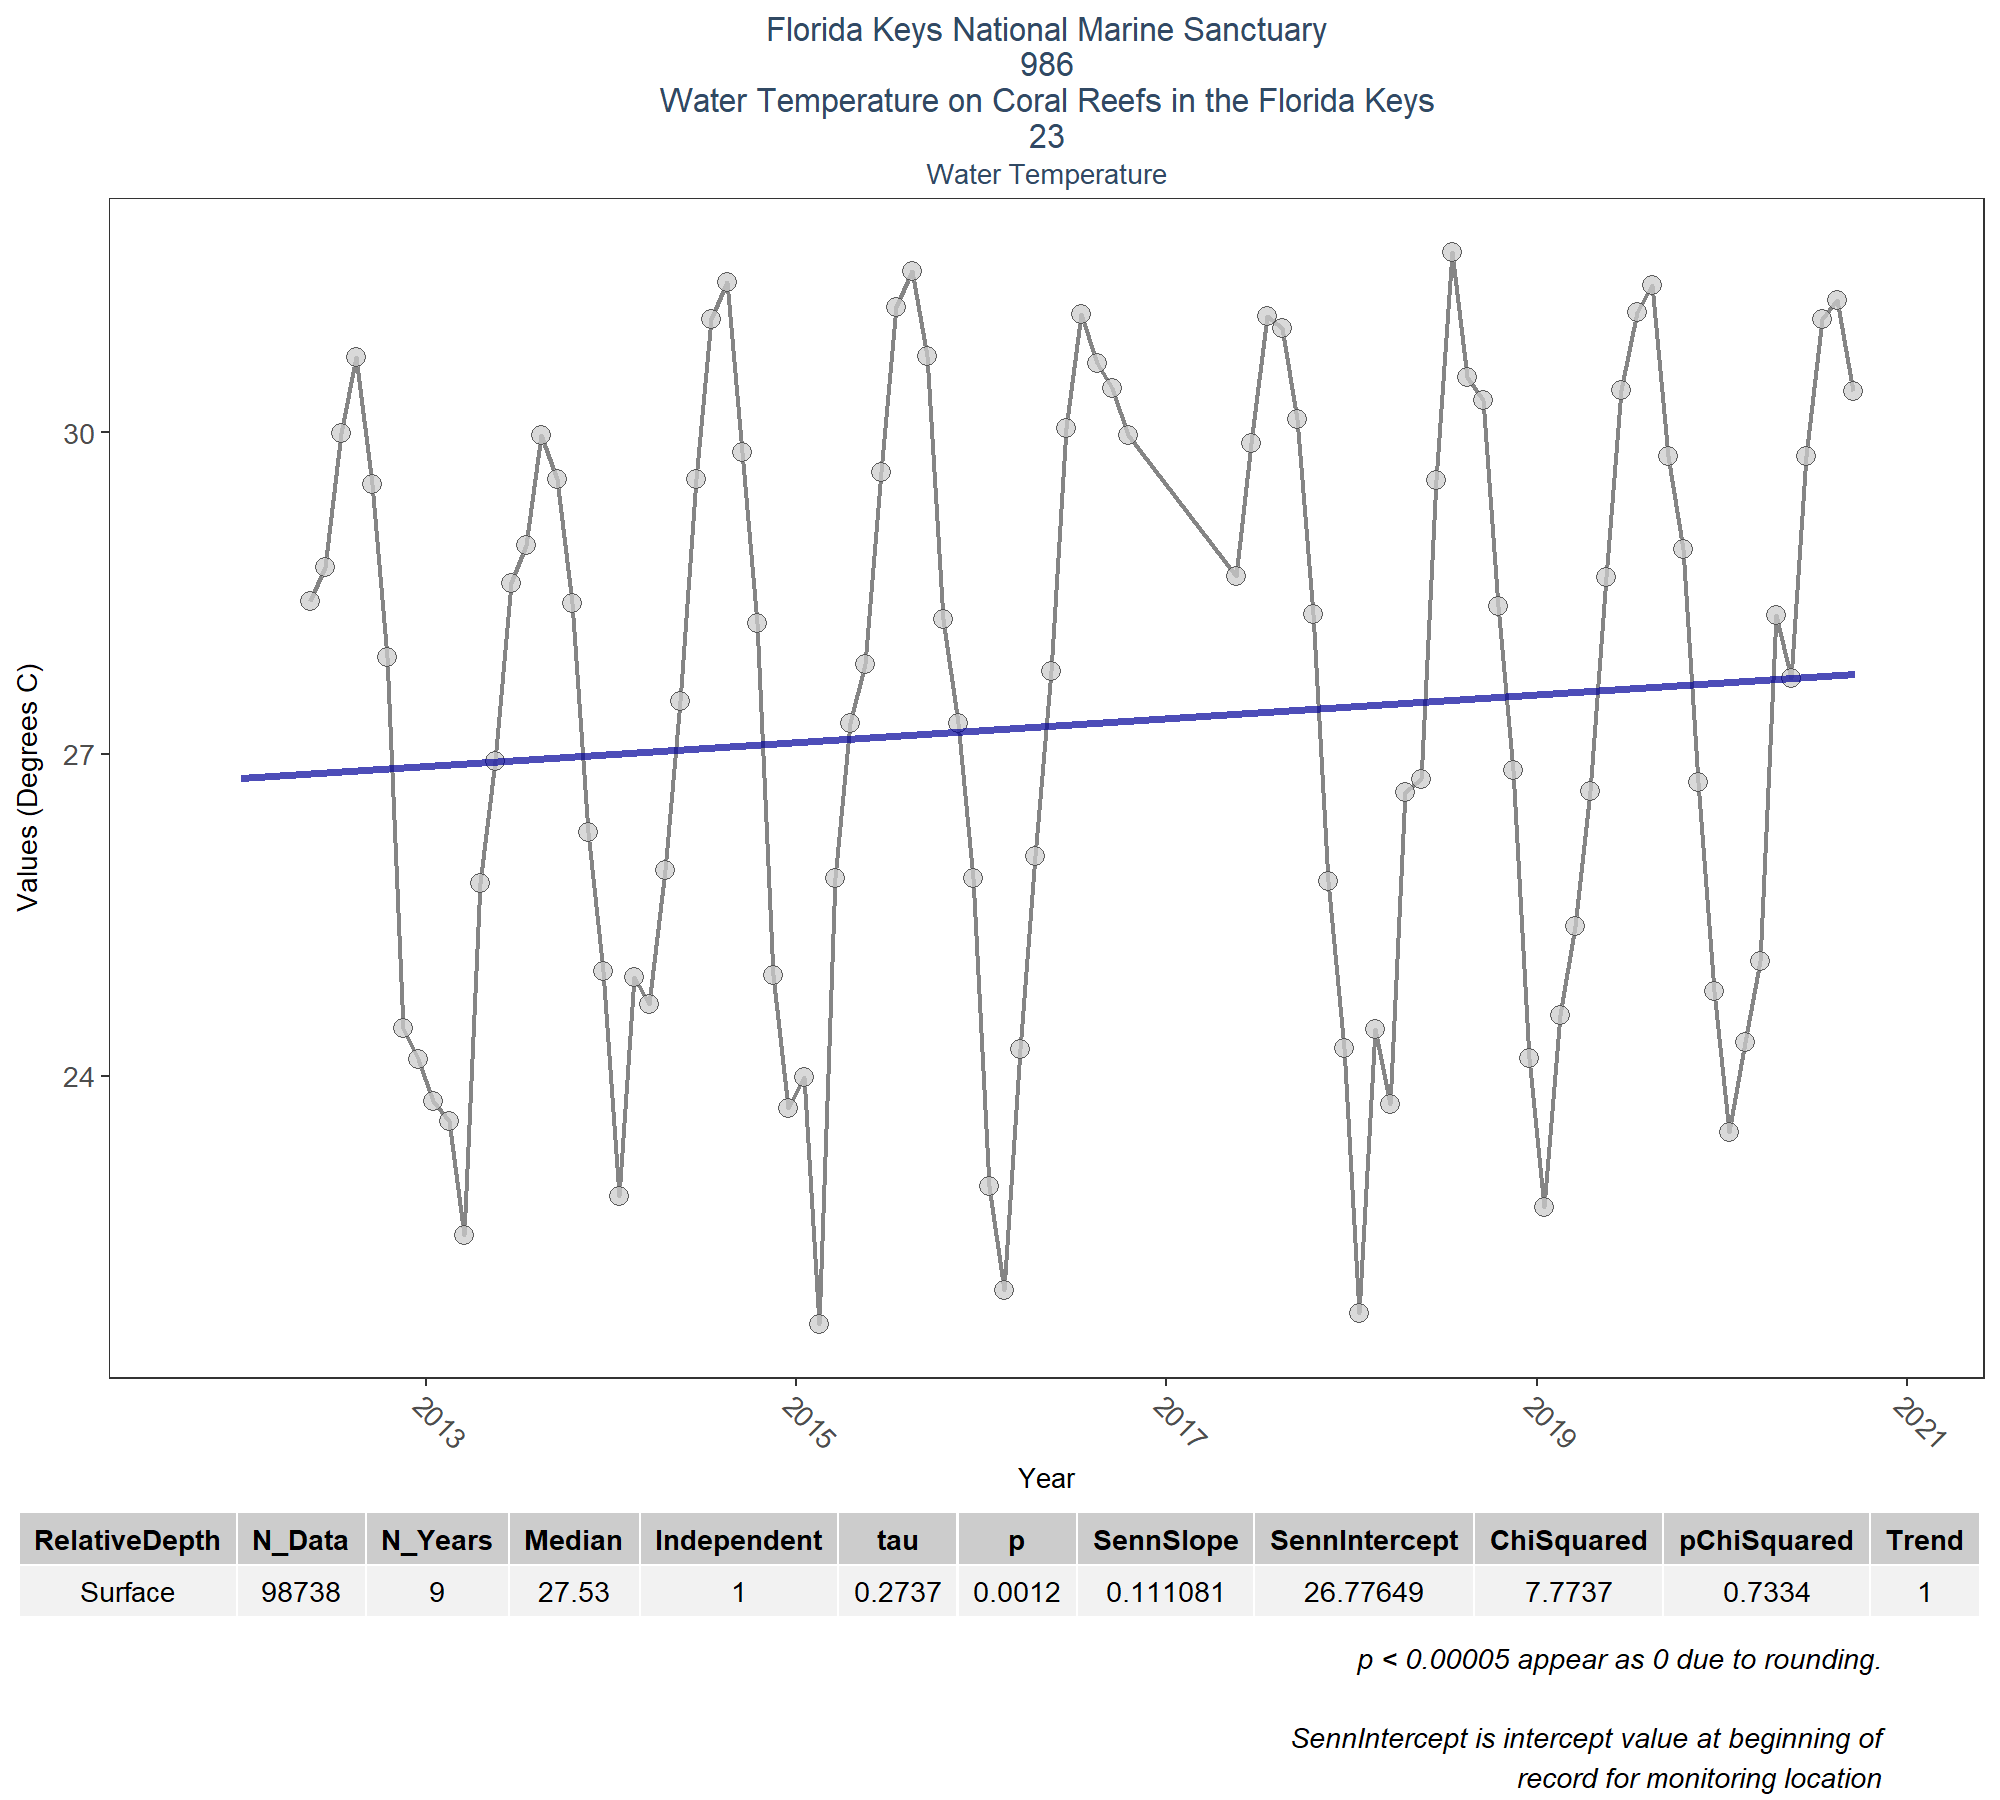 Florida Keys National Marine Sanctuary
986
Water Temperature on Coral Reefs in the Florida Keys
23
Water Temperature
Values (Degrees C)
30
27
24
2013 2015 2017 2019 2021
Year
RelativeDepth N_Data N_Years Median Independent tau p SennSlope SennIntercept ChiSquared pChiSquared Trend
Surface 98738 9 27.53 1 0.2737 0.0012 0.111081 26.77649 7.7737 0.7334 1
p < 0.00005 appear as 0 due to rounding.
SennIntercept is intercept value at beginning of
record for monitoring location